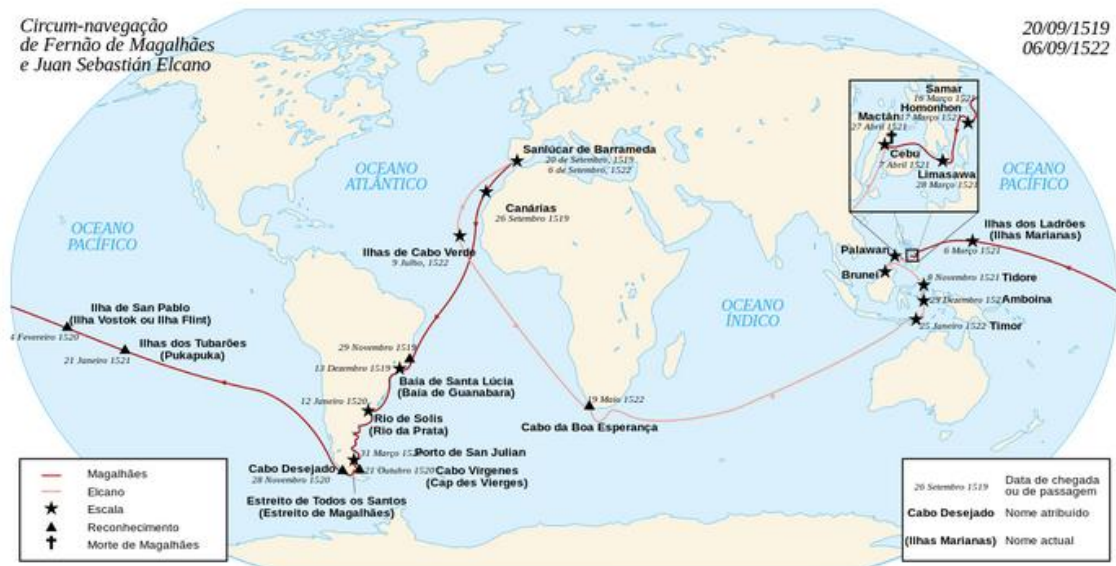 Circum-navegação
de Fernão de Magalhães
e Juan Sebastián Elcano
20/09/1519
06/09/1522
Samar
16 Março 1521
Homonhon
17 Março 1521
Mactán
27 Abril 1521
Cebu
7 Abril 1521
Limasawa
28 Março 1521
Sanlúcar de Barrameda
20 de Setembro, 1519
6 de Setembro, 1522
OCEANO
ATLÂNTICO
OCEANO
PACÍFICO
Canárias
26 Setembro 1519
OCEANO
PACÍFICO
Ilhas dos Ladrões
(Ilhas Marianas)
6 Março 1521
Ilhas de Cabo Verde
9 Julho, 1522
Palawan
Brunei
8 Novembro 1521 Tidore
29 Dezembro 1521 Amboina
25 Janeiro 1522 Timor
OCEANO
ÍNDICO
Ilha de San Pablo
(Ilha Vostok ou Ilha Flint)
4 Fevereiro 1520
Ilhas dos Tubarões
(Pukapuka)
21 Janeiro 1521
29 Novembro 1519
13 Dezembro 1519
Baía de Santa Lúcia
(Baía de Guanabara)
12 Janeiro 1520
Rio de Solis
(Rio da Prata)
19 Maio 1522
Cabo da Boa Esperança
31 Março 1520 Porto de San Julian
Cabo Desejado
28 Novembro 1520
21 Outubro 1520 Cabo Virgenes
(Cap des Vierges)
Estreito de Todos os Santos
(Estreito de Magalhães)
Magalhães
Elcano
Escala
Reconhecimento
Morte de Magalhães
26 Setembro 1519 Data de chegada
ou de passagem
Cabo Desejado Nome atribuído
(Ilhas Marianas) Nome actual